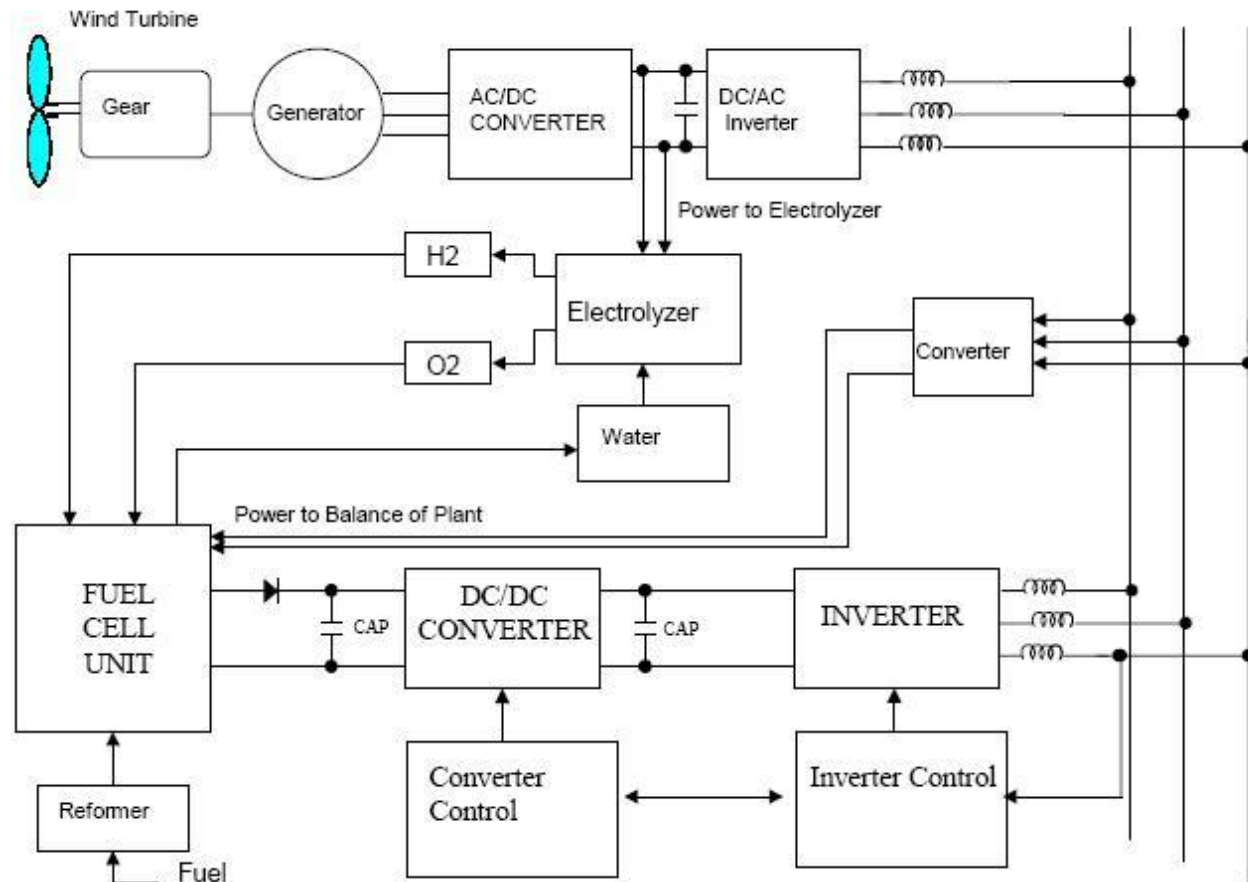 Wind Turbine
Gear
Generator
AC/DC
CONVERTER
DC/AC
Inverter
Power to Electrolyzer
H2
Electrolyzer
O2
Converter
Water
Power to Balance of Plant
FUEL
CELL
UNIT
CAP
DC/DC
CONVERTER
CAP
INVERTER
Converter
Control
Inverter Control
Reformer
Fuel